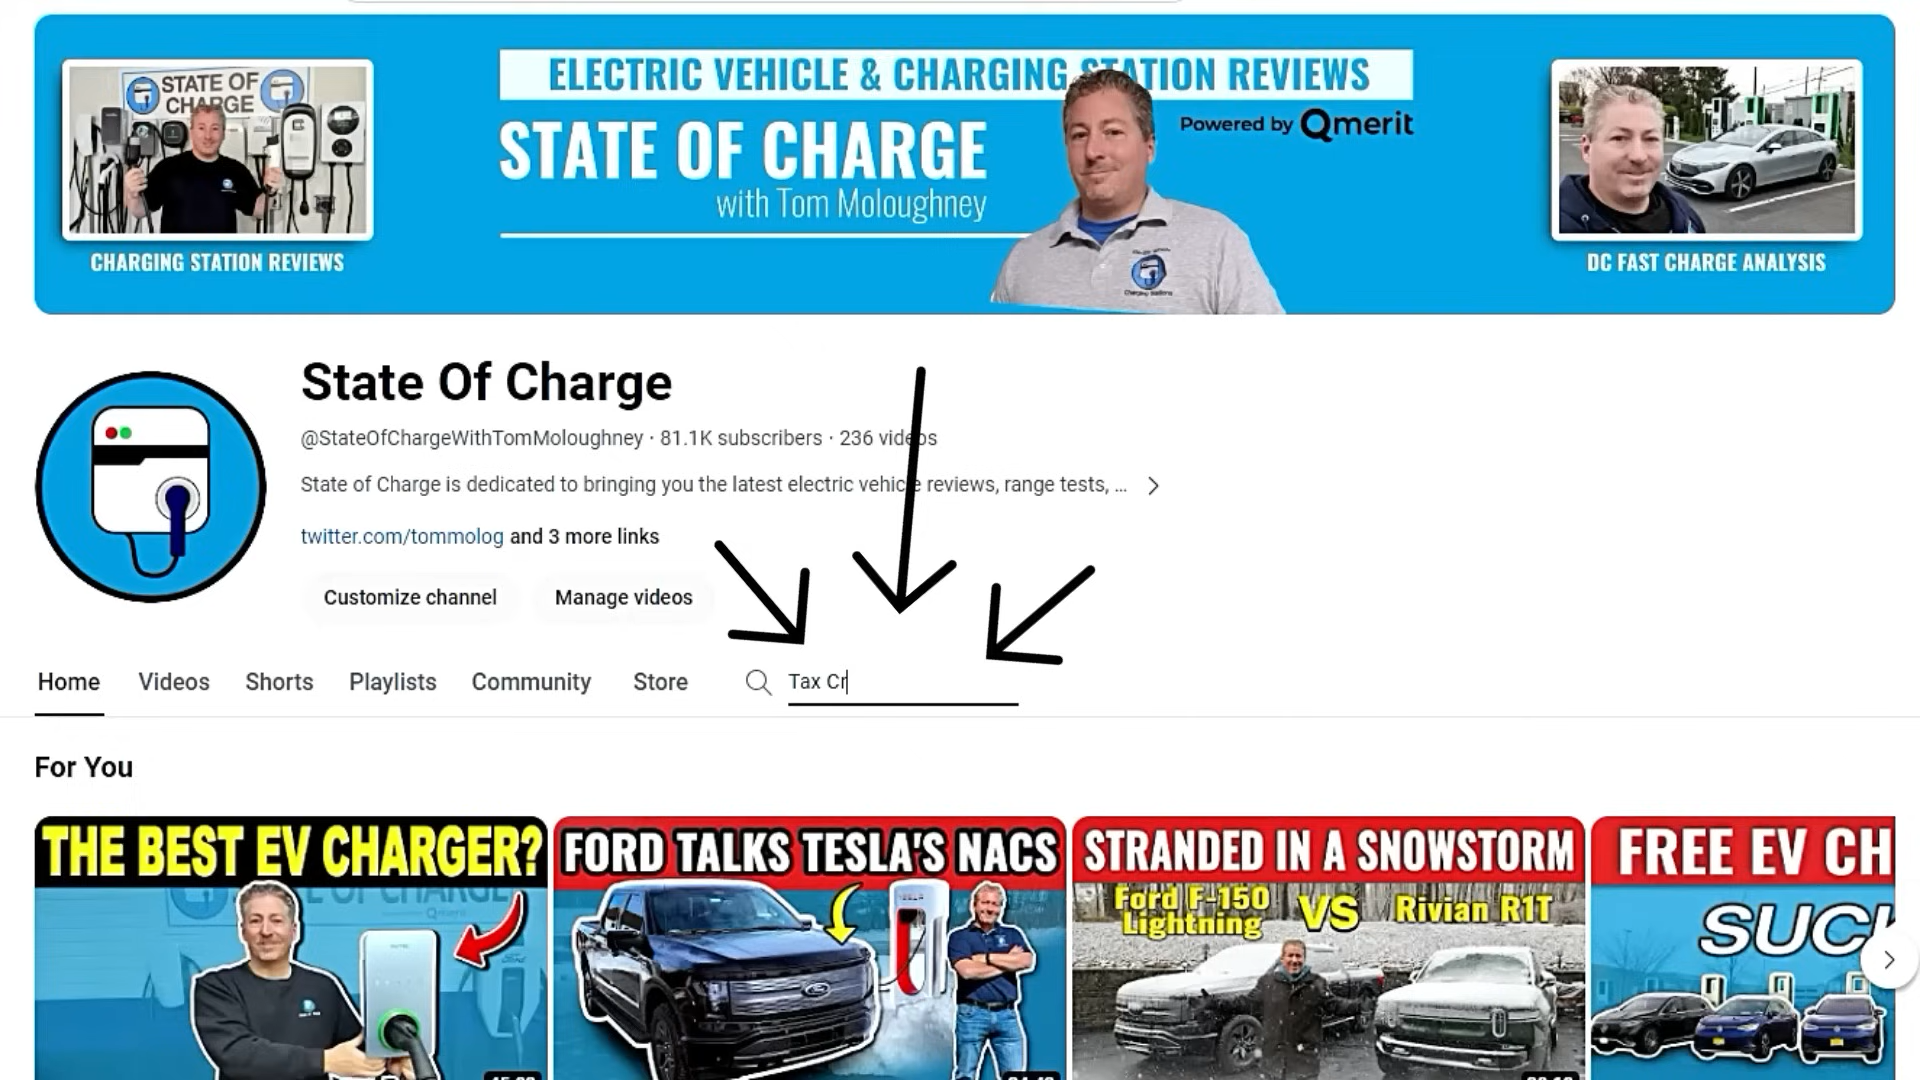 STATE OF
CHARGE
CHARGING STATION REVIEWS
ELECTRIC VEHICLE & CHARGING STATION REVIEWS
STATE OF CHARGE
with Tom Moloughney
Powered by Qmerit
DC FAST CHARGE ANALYSIS
State Of Charge
@StateOfChargeWithTomMoloughney · 81.1K subscribers · 236 videos
State of Charge is dedicated to bringing you the latest electric vehicle reviews, range tests, ...
twitter.com/tommolog and 3 more links
Customize channel
Manage videos
Home
Videos
Shorts
Playlists
Community
Store
Tax Cr
For You
THE BEST EV CHARGER?
FORD TALKS TESLA'S NACS
STRANDED IN A SNOWSTORM
Ford F-150
Lightning
VS
Rivian R1T
FREE EV CH
SUC